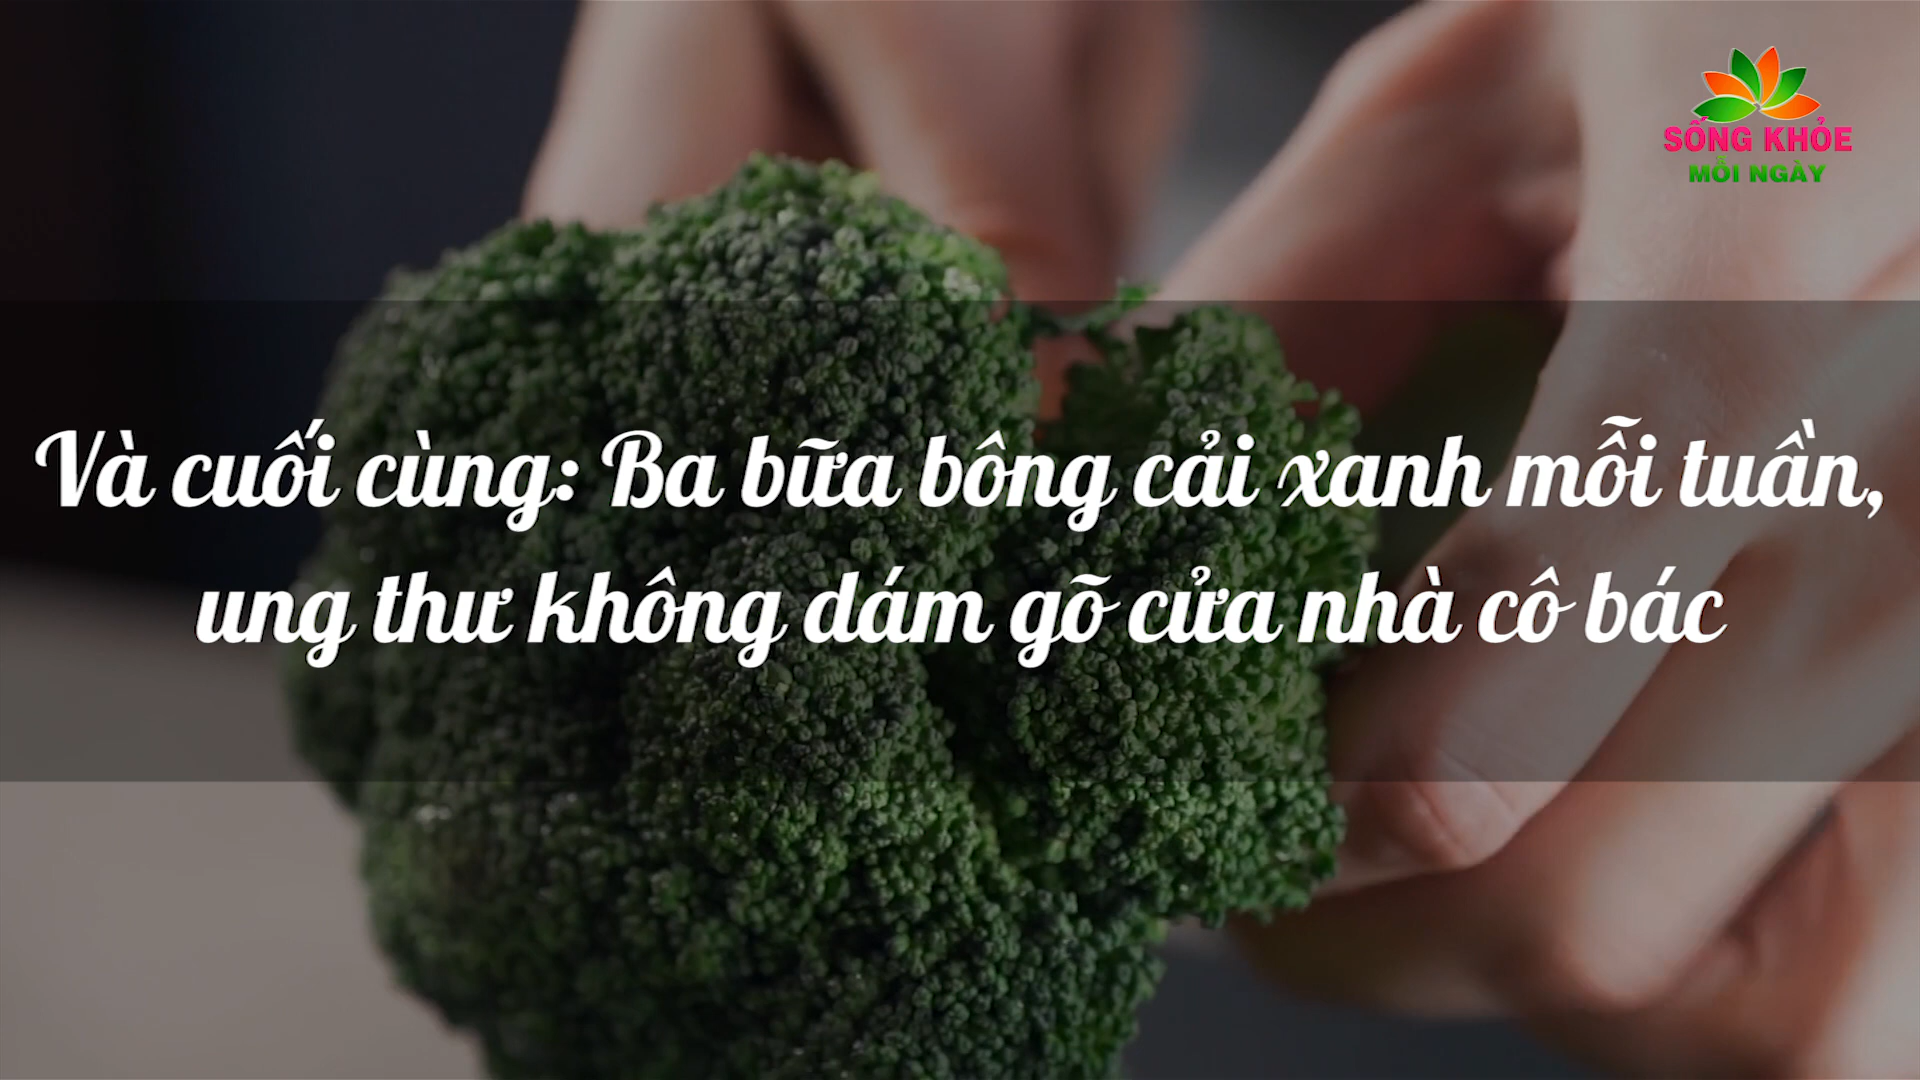 SỐNG KHỎE
MỖI NGÀY
Và cuối cùng: Ba bữa bông cải xanh mỗi tuần,
ung thư không dám gõ cửa nhà cô bác